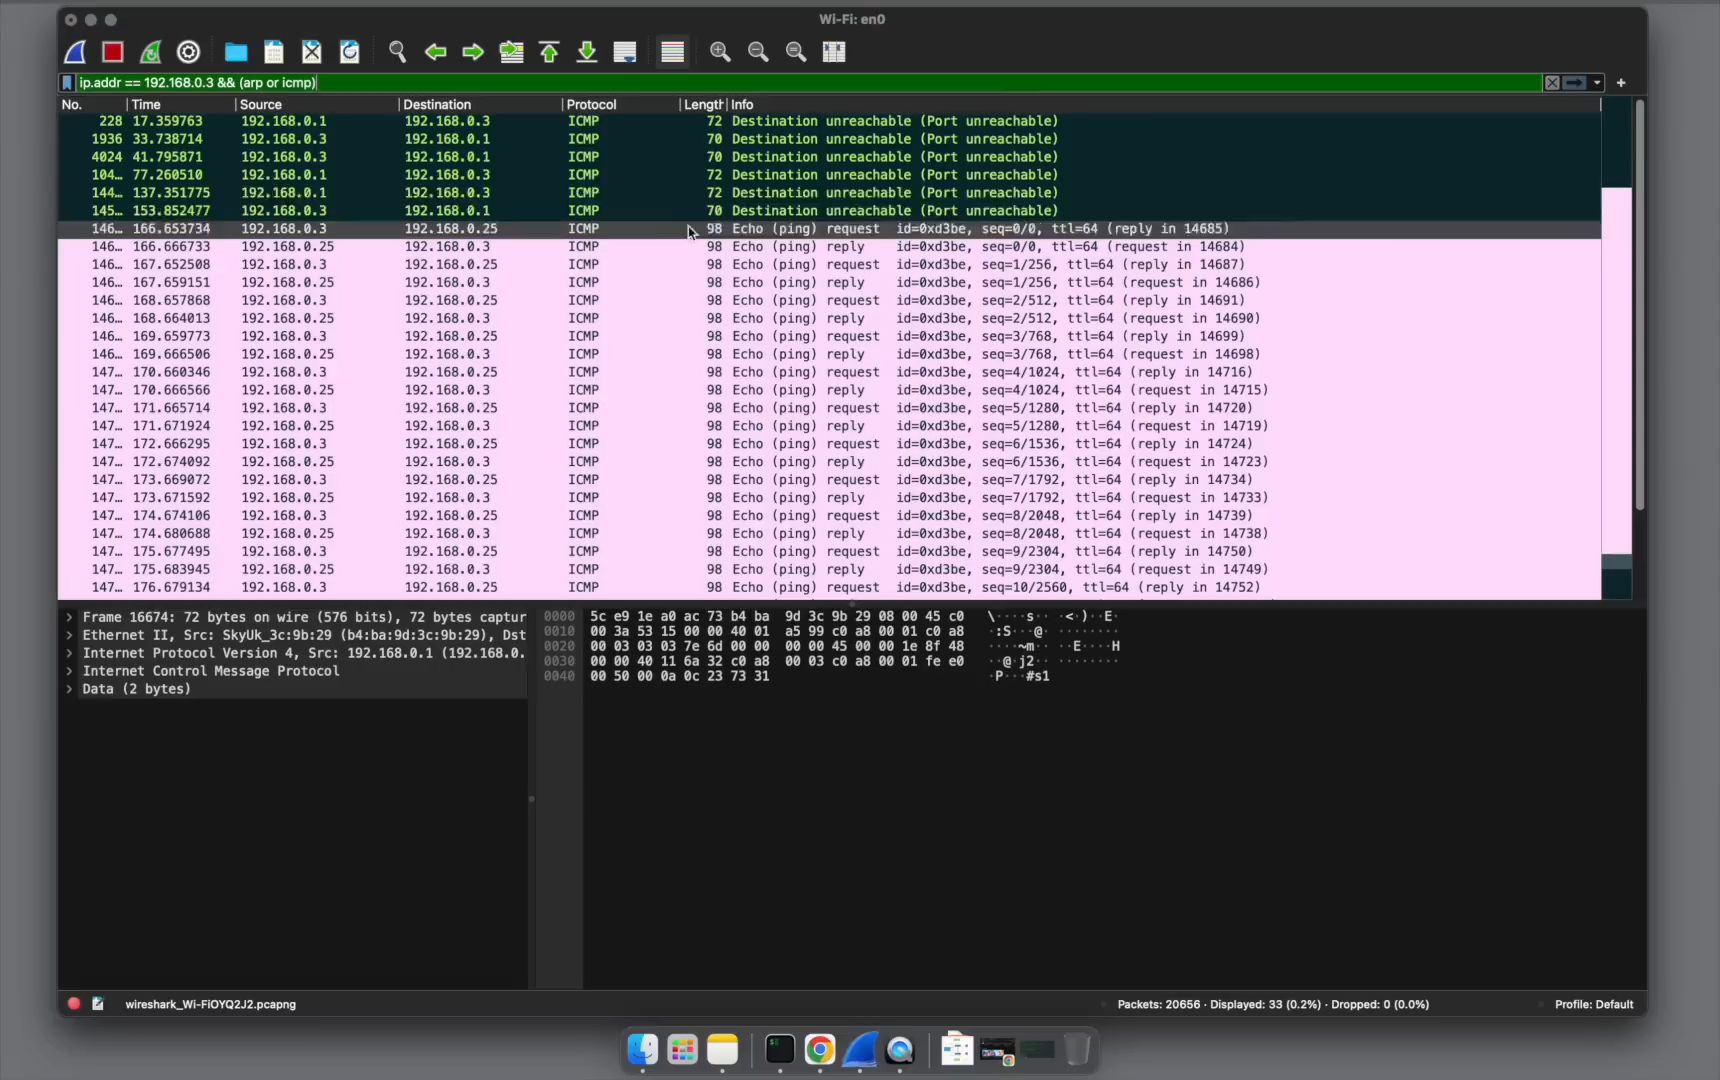 Wi-Fi: en0
ip.addr == 192.168.0.3 && (arp or icmp)
No. Time Source Destination Protocol Length Info
228 17.359763 192.168.0.1 192.168.0.3 ICMP 72 Destination unreachable (Port unreachable)
1936 33.738714 192.168.0.3 192.168.0.1 ICMP 70 Destination unreachable (Port unreachable)
4024 41.795871 192.168.0.3 192.168.0.1 ICMP 70 Destination unreachable (Port unreachable)
104… 77.260510 192.168.0.1 192.168.0.3 ICMP 72 Destination unreachable (Port unreachable)
144… 137.351775 192.168.0.1 192.168.0.3 ICMP 72 Destination unreachable (Port unreachable)
145… 153.852477 192.168.0.3 192.168.0.1 ICMP 70 Destination unreachable (Port unreachable)
146… 166.653734 192.168.0.3 192.168.0.25 ICMP 98 Echo (ping) request id=0xd3be, seq=0/0, ttl=64 (reply in 14685)
146… 166.666733 192.168.0.25 192.168.0.3 ICMP 98 Echo (ping) reply id=0xd3be, seq=0/0, ttl=64 (request in 14684)
146… 167.652508 192.168.0.3 192.168.0.25 ICMP 98 Echo (ping) request id=0xd3be, seq=1/256, ttl=64 (reply in 14687)
146… 167.659151 192.168.0.25 192.168.0.3 ICMP 98 Echo (ping) reply id=0xd3be, seq=1/256, ttl=64 (request in 14686)
146… 168.657868 192.168.0.3 192.168.0.25 ICMP 98 Echo (ping) request id=0xd3be, seq=2/512, ttl=64 (reply in 14691)
146… 168.664013 192.168.0.25 192.168.0.3 ICMP 98 Echo (ping) reply id=0xd3be, seq=2/512, ttl=64 (request in 14690)
146… 169.659773 192.168.0.3 192.168.0.25 ICMP 98 Echo (ping) request id=0xd3be, seq=3/768, ttl=64 (reply in 14699)
146… 169.666506 192.168.0.25 192.168.0.3 ICMP 98 Echo (ping) reply id=0xd3be, seq=3/768, ttl=64 (request in 14698)
147… 170.660346 192.168.0.3 192.168.0.25 ICMP 98 Echo (ping) request id=0xd3be, seq=4/1024, ttl=64 (reply in 14716)
147… 170.666566 192.168.0.25 192.168.0.3 ICMP 98 Echo (ping) reply id=0xd3be, seq=4/1024, ttl=64 (request in 14715)
147… 171.665714 192.168.0.3 192.168.0.25 ICMP 98 Echo (ping) request id=0xd3be, seq=5/1280, ttl=64 (reply in 14720)
147… 171.671924 192.168.0.25 192.168.0.3 ICMP 98 Echo (ping) reply id=0xd3be, seq=5/1280, ttl=64 (request in 14719)
147… 172.666295 192.168.0.3 192.168.0.25 ICMP 98 Echo (ping) request id=0xd3be, seq=6/1536, ttl=64 (reply in 14724)
147… 172.674092 192.168.0.25 192.168.0.3 ICMP 98 Echo (ping) reply id=0xd3be, seq=6/1536, ttl=64 (request in 14723)
147… 173.669072 192.168.0.3 192.168.0.25 ICMP 98 Echo (ping) request id=0xd3be, seq=7/1792, ttl=64 (reply in 14734)
147… 173.671592 192.168.0.25 192.168.0.3 ICMP 98 Echo (ping) reply id=0xd3be, seq=7/1792, ttl=64 (request in 14733)
147… 174.674106 192.168.0.3 192.168.0.25 ICMP 98 Echo (ping) request id=0xd3be, seq=8/2048, ttl=64 (reply in 14739)
147… 174.680688 192.168.0.25 192.168.0.3 ICMP 98 Echo (ping) reply id=0xd3be, seq=8/2048, ttl=64 (request in 14738)
147… 175.677495 192.168.0.3 192.168.0.25 ICMP 98 Echo (ping) request id=0xd3be, seq=9/2304, ttl=64 (reply in 14750)
147… 175.683945 192.168.0.25 192.168.0.3 ICMP 98 Echo (ping) reply id=0xd3be, seq=9/2304, ttl=64 (request in 14749)
147… 176.679134 192.168.0.3 192.168.0.25 ICMP 98 Echo (ping) request id=0xd3be, seq=10/2560, ttl=64 (reply in 14752)
Frame 16674: 72 bytes on wire (576 bits), 72 bytes captur
Ethernet II, Src: SkyUk_3c:9b:29 (b4:ba:9d:3c:9b:29), Dst
Internet Protocol Version 4, Src: 192.168.0.1 (192.168.0.
Internet Control Message Protocol
Data (2 bytes)
0000 5c e9 1e a0 ac 73 b4 ba 9d 3c 9b 29 08 00 45 c0 \····s·· ·<·)··E·
0010 00 3a 53 15 00 00 40 01 a5 99 c0 a8 00 01 c0 a8 ·:S···@· ········
0020 00 03 03 03 7e 6d 00 00 00 00 45 00 00 1e 8f 48 ····~m·· ··E····H
0030 00 00 40 11 6a 32 c0 a8 00 03 c0 a8 00 01 fe e0 ··@·j2·· ········
0040 00 50 00 0a 0c 23 73 31 ·P···#s1
wireshark_Wi-FiOYQ2J2.pcapng
Packets: 20656 · Displayed: 33 (0.2%) · Dropped: 0 (0.0%)
Profile: Default